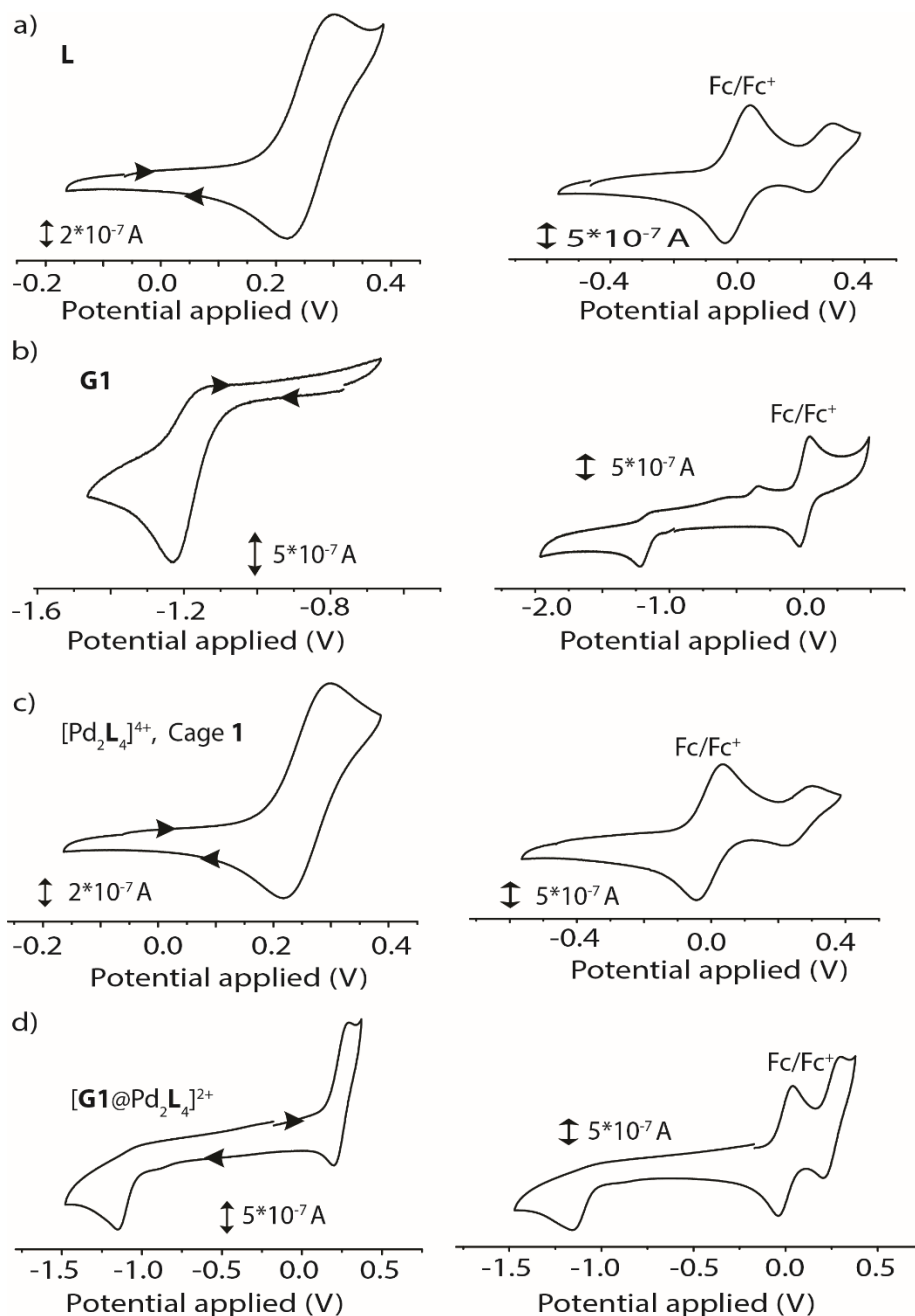 a)
L
Fc/Fc⁺
2*10⁻⁷ A
5*10⁻⁷ A
-0.2 0.0 0.2 0.4
-0.4 0.0 0.4
Potential applied (V)
Potential applied (V)
b)
G1
Fc/Fc⁺
5*10⁻⁷ A
5*10⁻⁷ A
-1.6 -1.2 -0.8
-2.0 -1.0 0.0
Potential applied (V)
Potential applied (V)
c)
[Pd₂L₄]⁴⁺, Cage 1
Fc/Fc⁺
2*10⁻⁷ A
5*10⁻⁷ A
-0.2 0.0 0.2 0.4
-0.4 0.0 0.4
Potential applied (V)
Potential applied (V)
d)
[G1@Pd₂L₄]²⁺
Fc/Fc⁺
5*10⁻⁷ A
5*10⁻⁷ A
-1.5 -1.0 -0.5 0.0 0.5
-1.5 -1.0 -0.5 0.0 0.5
Potential applied (V)
Potential applied (V)